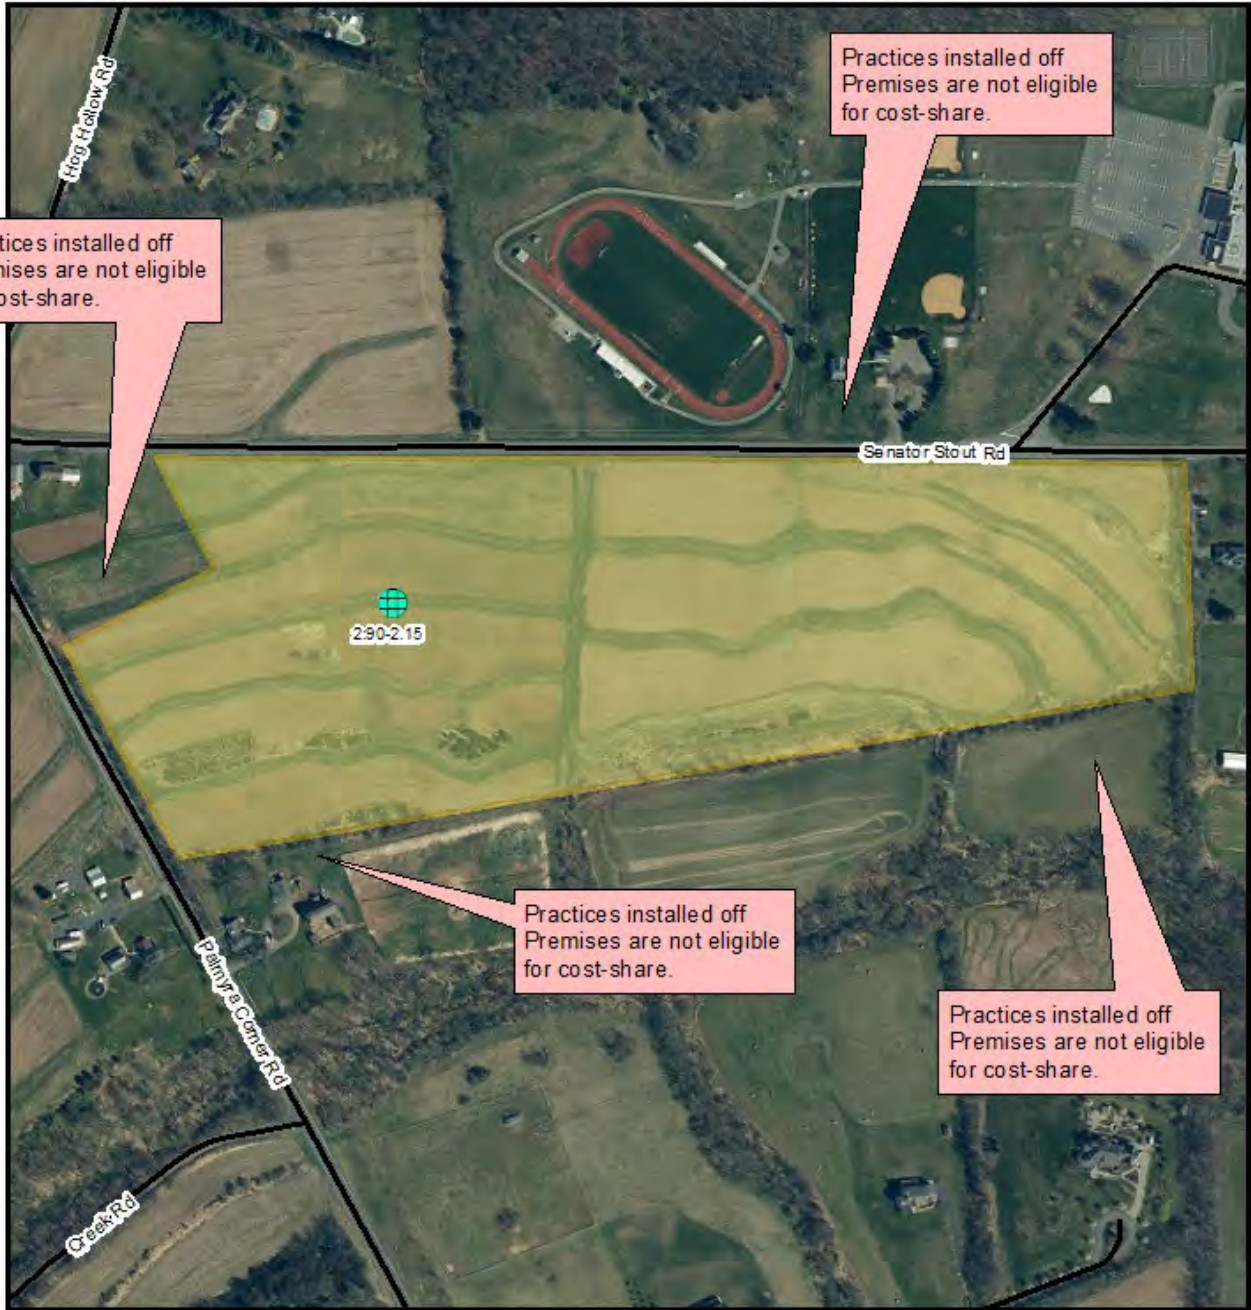 Hog Hollow Rd
Practices installed off
Premises are not eligible
for cost-share.
tices installed off
mises are not eligible
ost-share.
Senator Stout Rd
2:90-2.15
Practices installed off
Premises are not eligible
for cost-share.
Palmyra Corner Rd
Practices installed off
Premises are not eligible
for cost-share.
Creek Rd